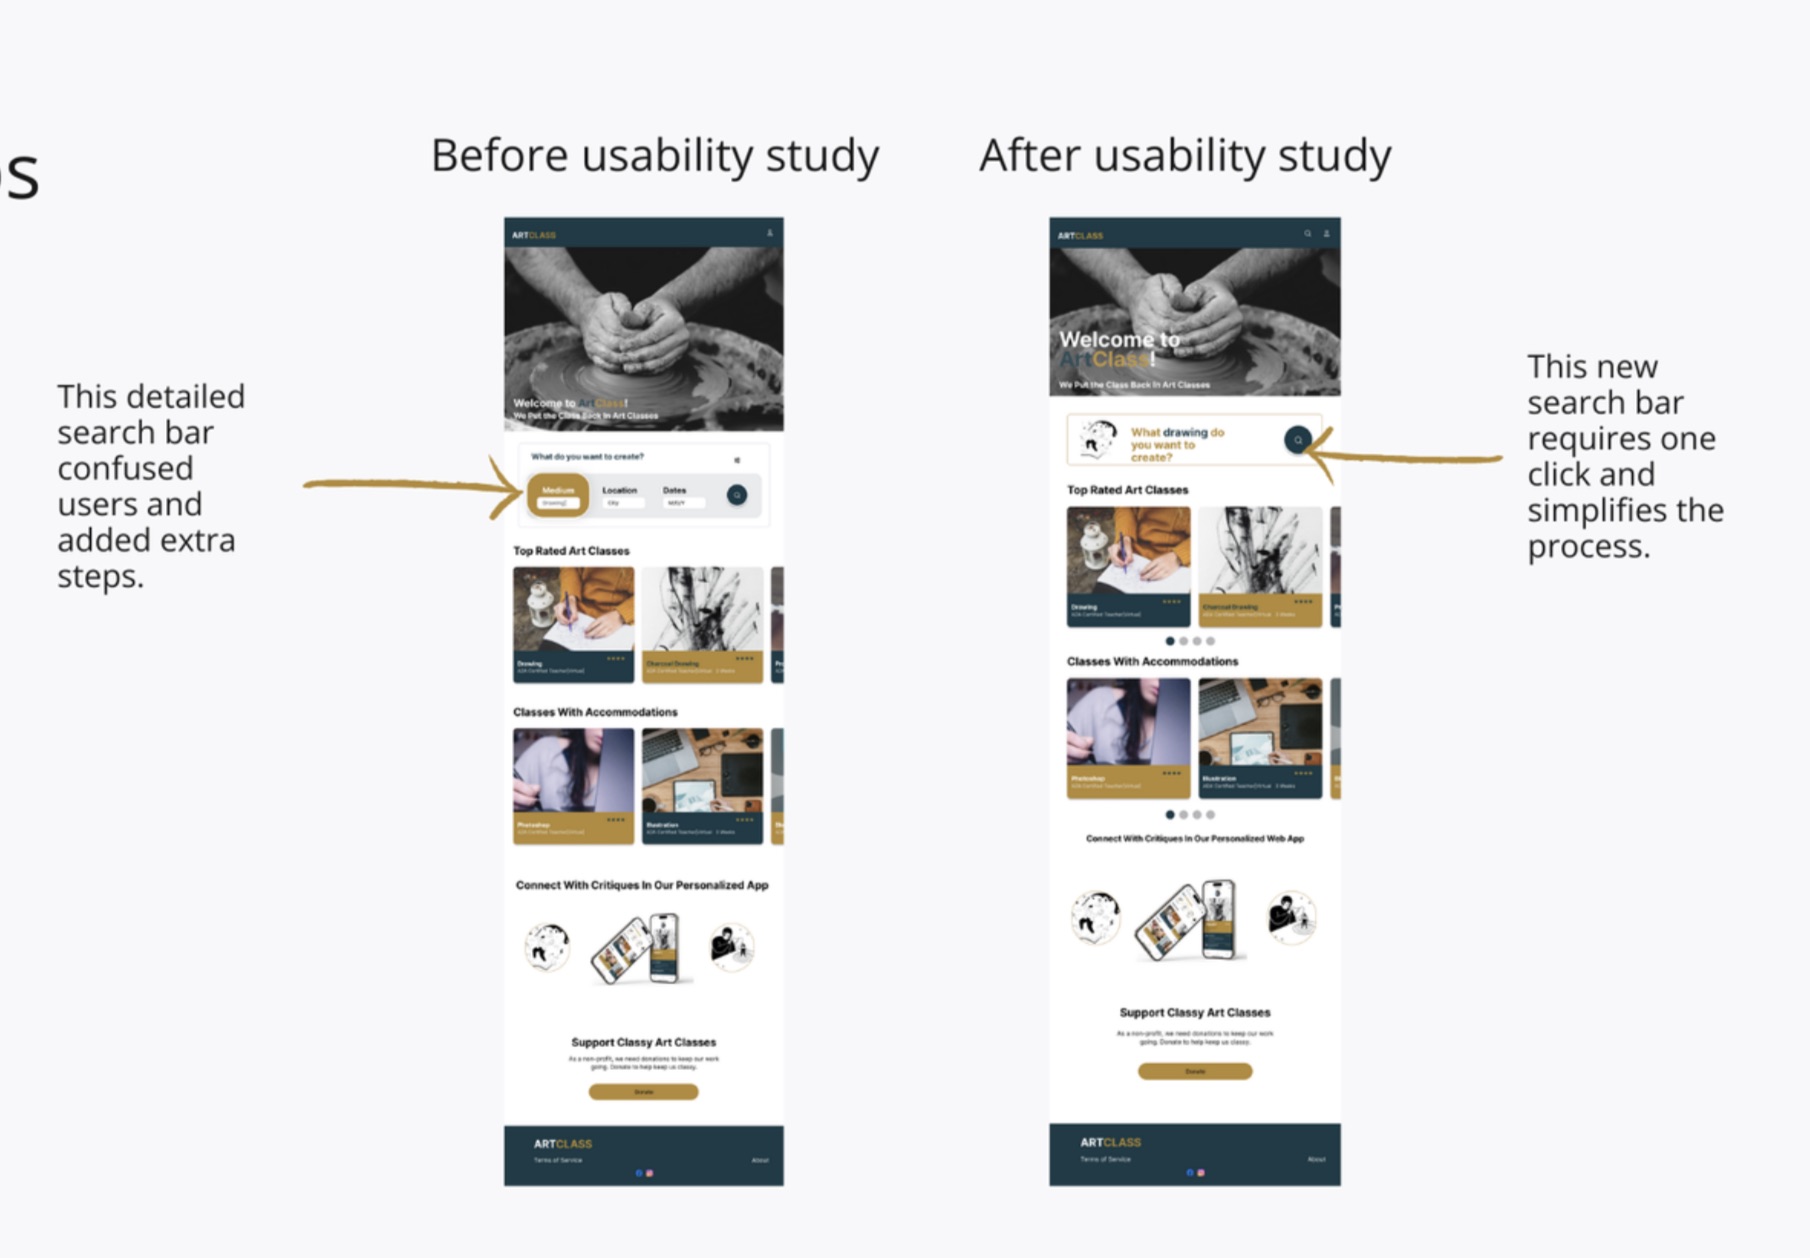 os
Before usability study
After usability study
This detailed
search bar
confused
users and
added extra
steps.
ARTCLASS
Welcome to ArtClass!
We Put the Class Back In Art Classes
What do you want to create?
Medium
Location
Dates
Drawing
City
Top Rated Art Classes
Drawing
Charcoal Drawing
Classes With Accommodations
Photoshop
Illustration
Connect With Critiques In Our Personalized App
Support Classy Art Classes
As a non-profit, we need donations to keep our work
going. Donate to help keep us classy.
Donate
ARTCLASS
Terms of Service
About
ARTCLASS
Welcome to
ArtClass!
We Put the Class Back In Art Classes
What drawing do
you want to
create?
Top Rated Art Classes
Drawing
Charcoal Drawing
Classes With Accommodations
Photoshop
Illustration
Connect With Critiques In Our Personalized Web App
Support Classy Art Classes
As a non-profit, we need donations to keep our work
going. Donate to help keep us classy.
Donate
ARTCLASS
Terms of Service
About
This new
search bar
requires one
click and
simplifies the
process.